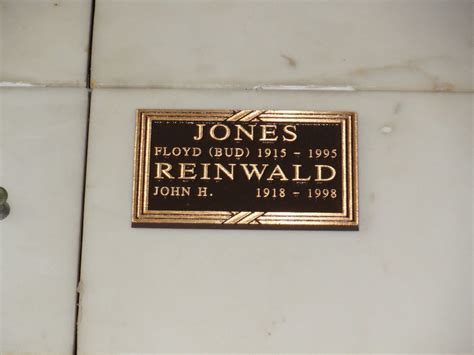 JONES
FLOYD (BUD) 1915 - 1995
REINWALD
JOHN H. 1918 - 1998